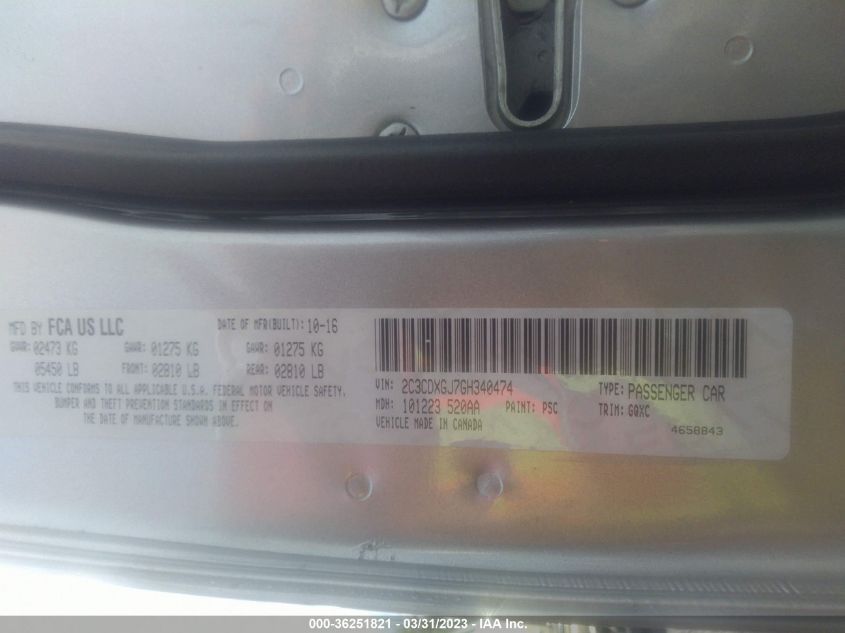 MFD BY FCA US LLC DATE OF MFR(BUILT): 10-16
GVWR: 02473 KG GAWR: 01275 KG GAWR: 01275 KG
05450 LB FRONT: 02810 LB REAR: 02810 LB
THIS VEHICLE CONFORMS TO ALL APPLICABLE U.S.A. FEDERAL MOTOR VEHICLE SAFETY,
BUMPER AND THEFT PREVENTION STANDARDS IN EFFECT ON
THE DATE OF MANUFACTURE SHOWN ABOVE.
VIN: 2C3CDXGJ7GH340474 TYPE: PASSENGER CAR
MDH: 101223 520AA PAINT: PSC TRIM: GQXC
VEHICLE MADE IN CANADA 4658843
000-36251821 - 03/31/2023 - IAA Inc.